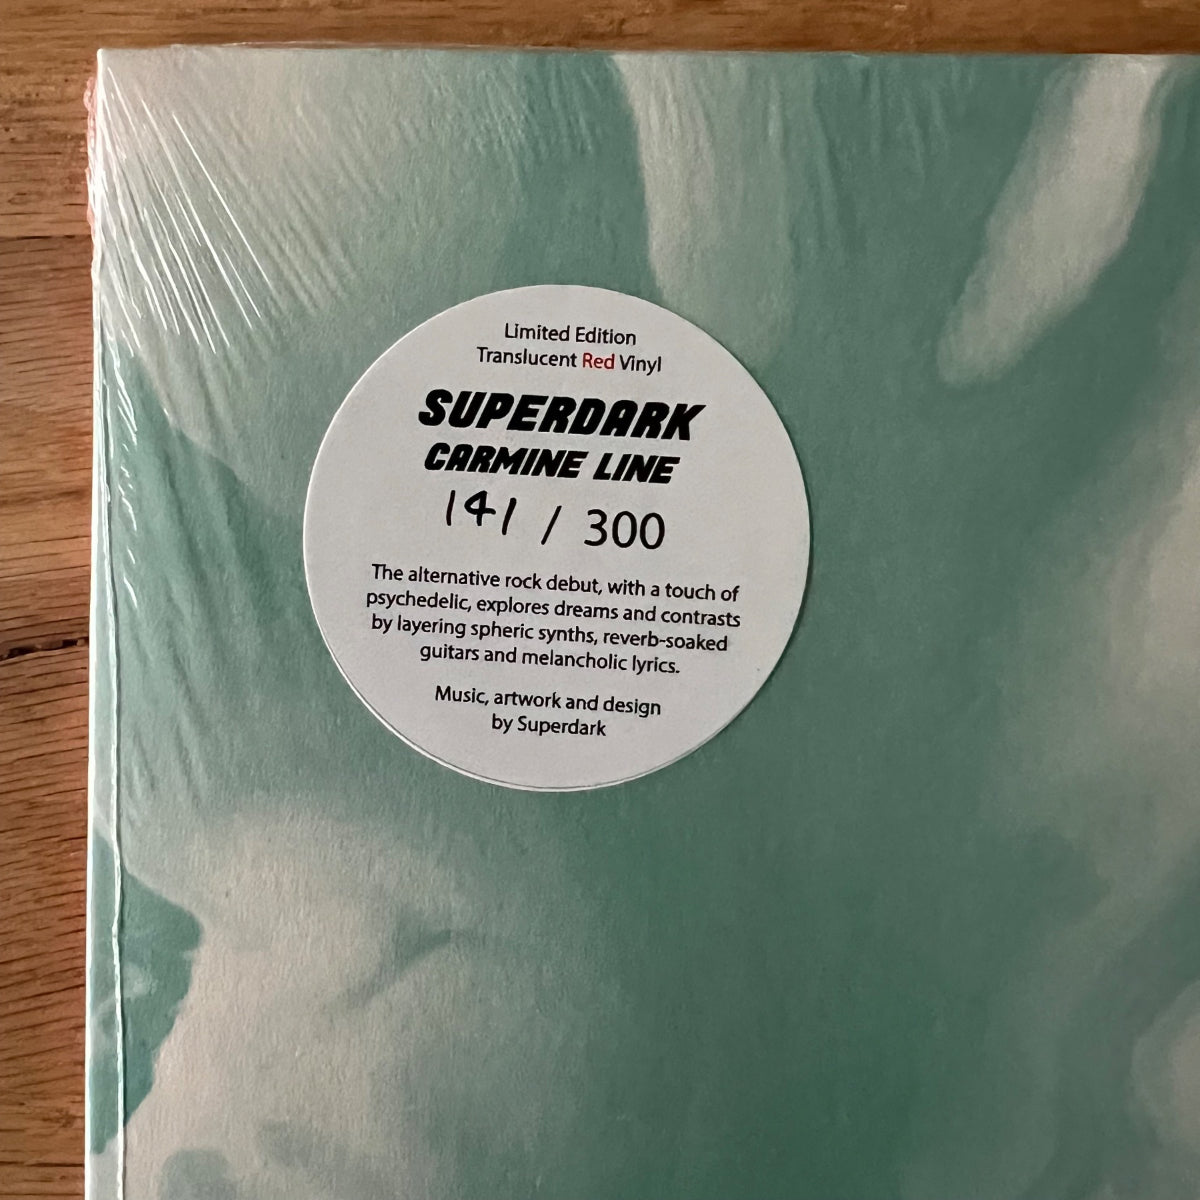 Limited Edition
Translucent Red Vinyl
SUPERDARK
CARMINE LINE
141 / 300
The alternative rock debut, with a touch of
psychedelic, explores dreams and contrasts
by layering spheric synths, reverb-soaked
guitars and melancholic lyrics.
Music, artwork and design
by Superdark